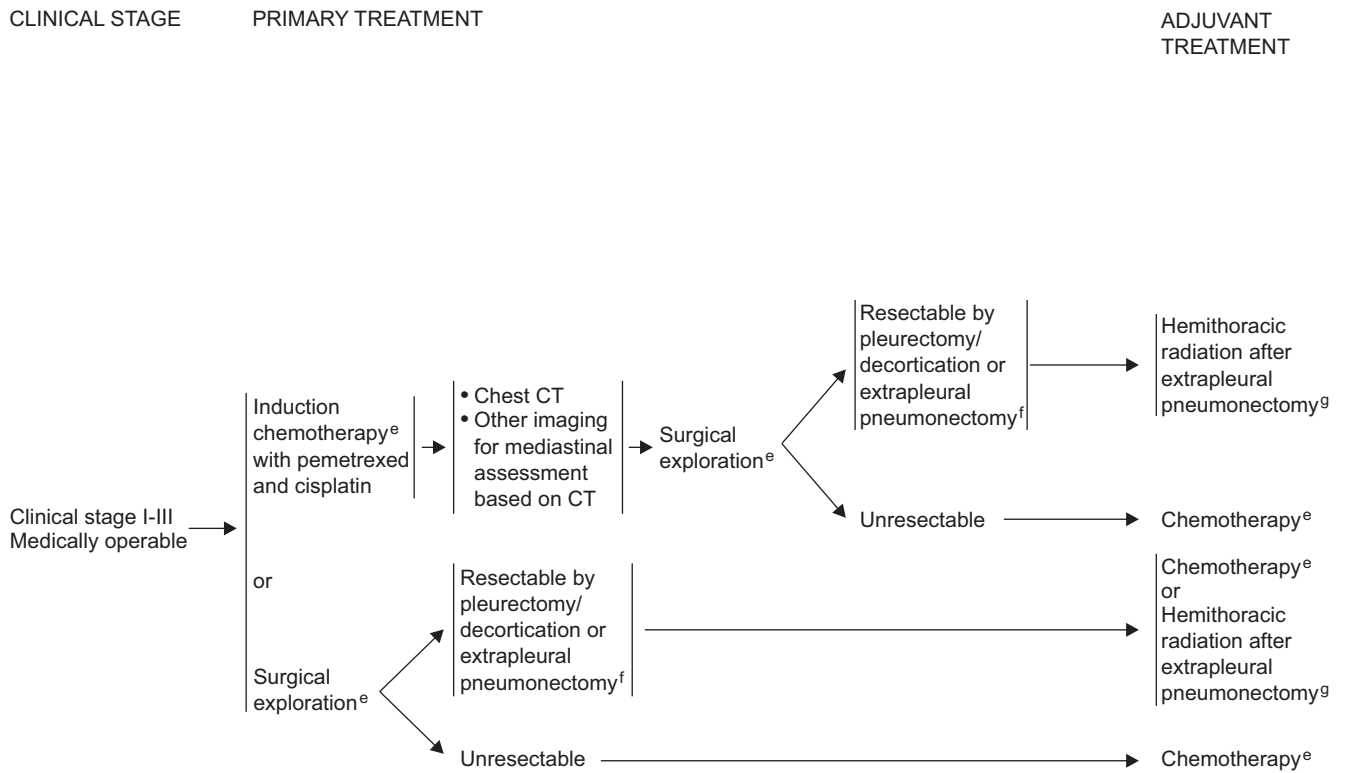 CLINICAL STAGE
PRIMARY TREATMENT
ADJUVANT
TREATMENT
Clinical stage I-III
Medically operable
Induction
chemotherapyᵉ
with pemetrexed
and cisplatin
• Chest CT
• Other imaging
for mediastinal
assessment
based on CT
Surgical
explorationᵉ
Resectable by
pleurectomy/
decortication or
extrapleural
pneumonectomyᶠ
Hemithoracic
radiation after
extrapleural
pneumonectomyᵍ
Unresectable
Chemotherapyᵉ
or
Surgical
explorationᵉ
Resectable by
pleurectomy/
decortication or
extrapleural
pneumonectomyᶠ
Chemotherapyᵉ
or
Hemithoracic
radiation after
extrapleural
pneumonectomyᵍ
Unresectable
Chemotherapyᵉ